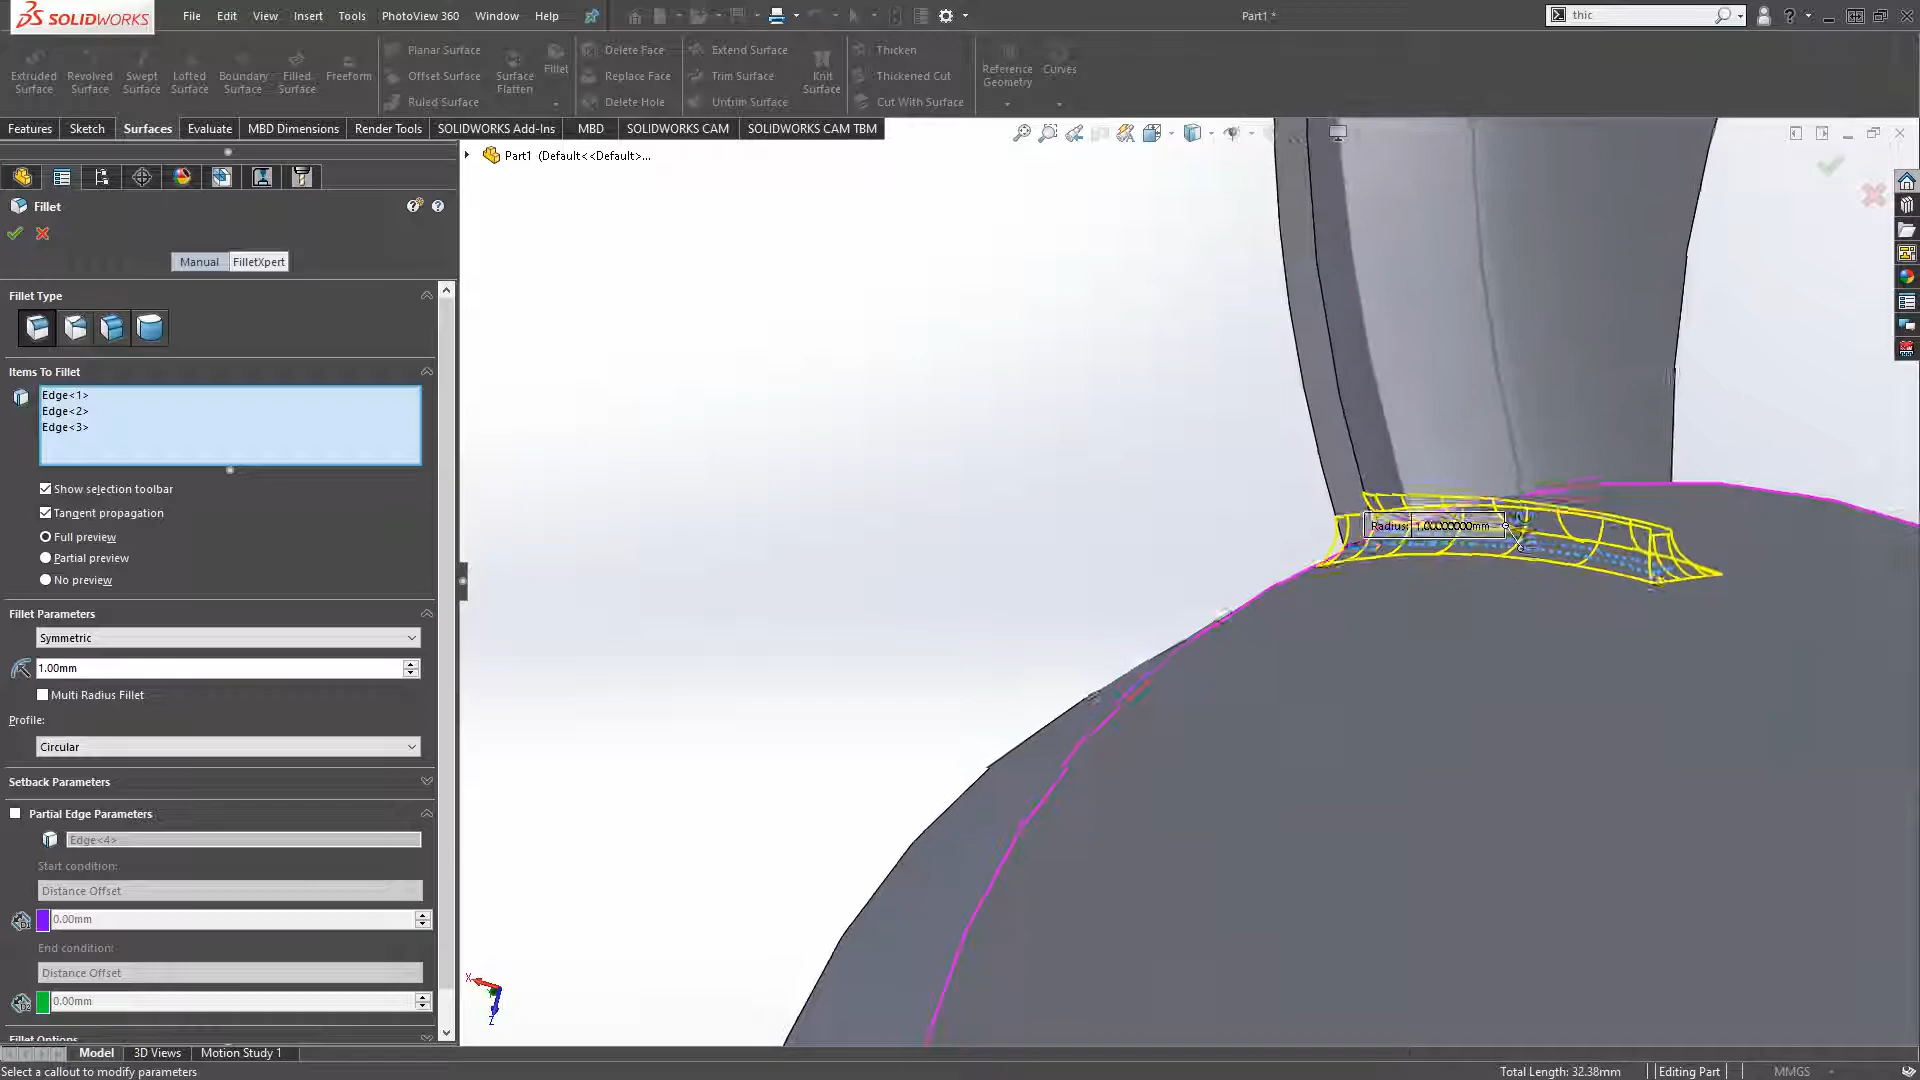 SOLIDWORKS
File Edit View Insert Tools PhotoView 360 Window Help
Part1 *
thic
Extruded Surface
Revolved Surface
Swept Surface
Lofted Surface
Boundary Surface
Filled Surface
Freeform
Planar Surface
Offset Surface
Ruled Surface
Surface Flatten
Fillet
Delete Face
Replace Face
Delete Hole
Extend Surface
Trim Surface
Untrim Surface
Knit Surface
Thicken
Thickened Cut
Cut With Surface
Reference Geometry
Curves
Features Sketch Surfaces Evaluate MBD Dimensions Render Tools SOLIDWORKS Add-Ins MBD SOLIDWORKS CAM SOLIDWORKS CAM TBM
Part1 (Default<<Default>...
Fillet
Manual FilletXpert
Fillet Type
Items To Fillet
Edge<1>
Edge<2>
Edge<3>
Show selection toolbar
Tangent propagation
Full preview
Partial preview
No preview
Fillet Parameters
Symmetric
1.00mm
Multi Radius Fillet
Profile:
Circular
Setback Parameters
Partial Edge Parameters
Edge<4>
Start condition:
Distance Offset
0.00mm
End condition:
Distance Offset
0.00mm
Fillet Options
Radius: 1.00000000mm
X
Z
Model 3D Views Motion Study 1
Select a callout to modify parameters
Total Length: 32.38mm Editing Part MMGS